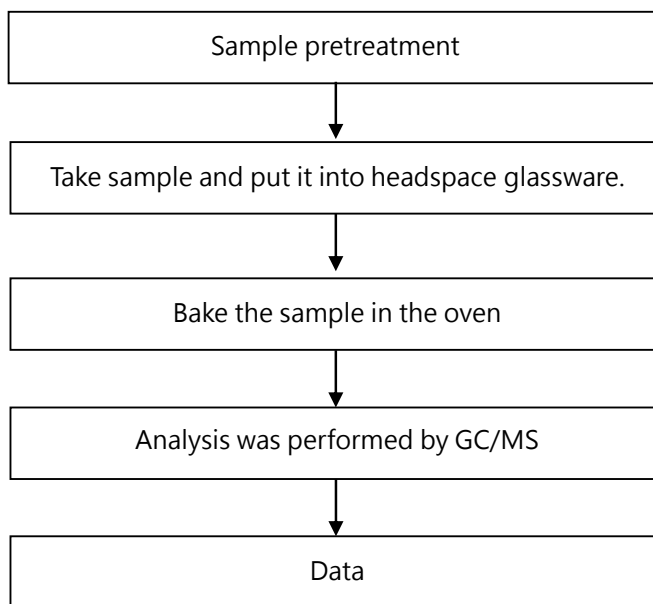 Sample pretreatment
Take sample and put it into headspace glassware.
Bake the sample in the oven
Analysis was performed by GC/MS
Data